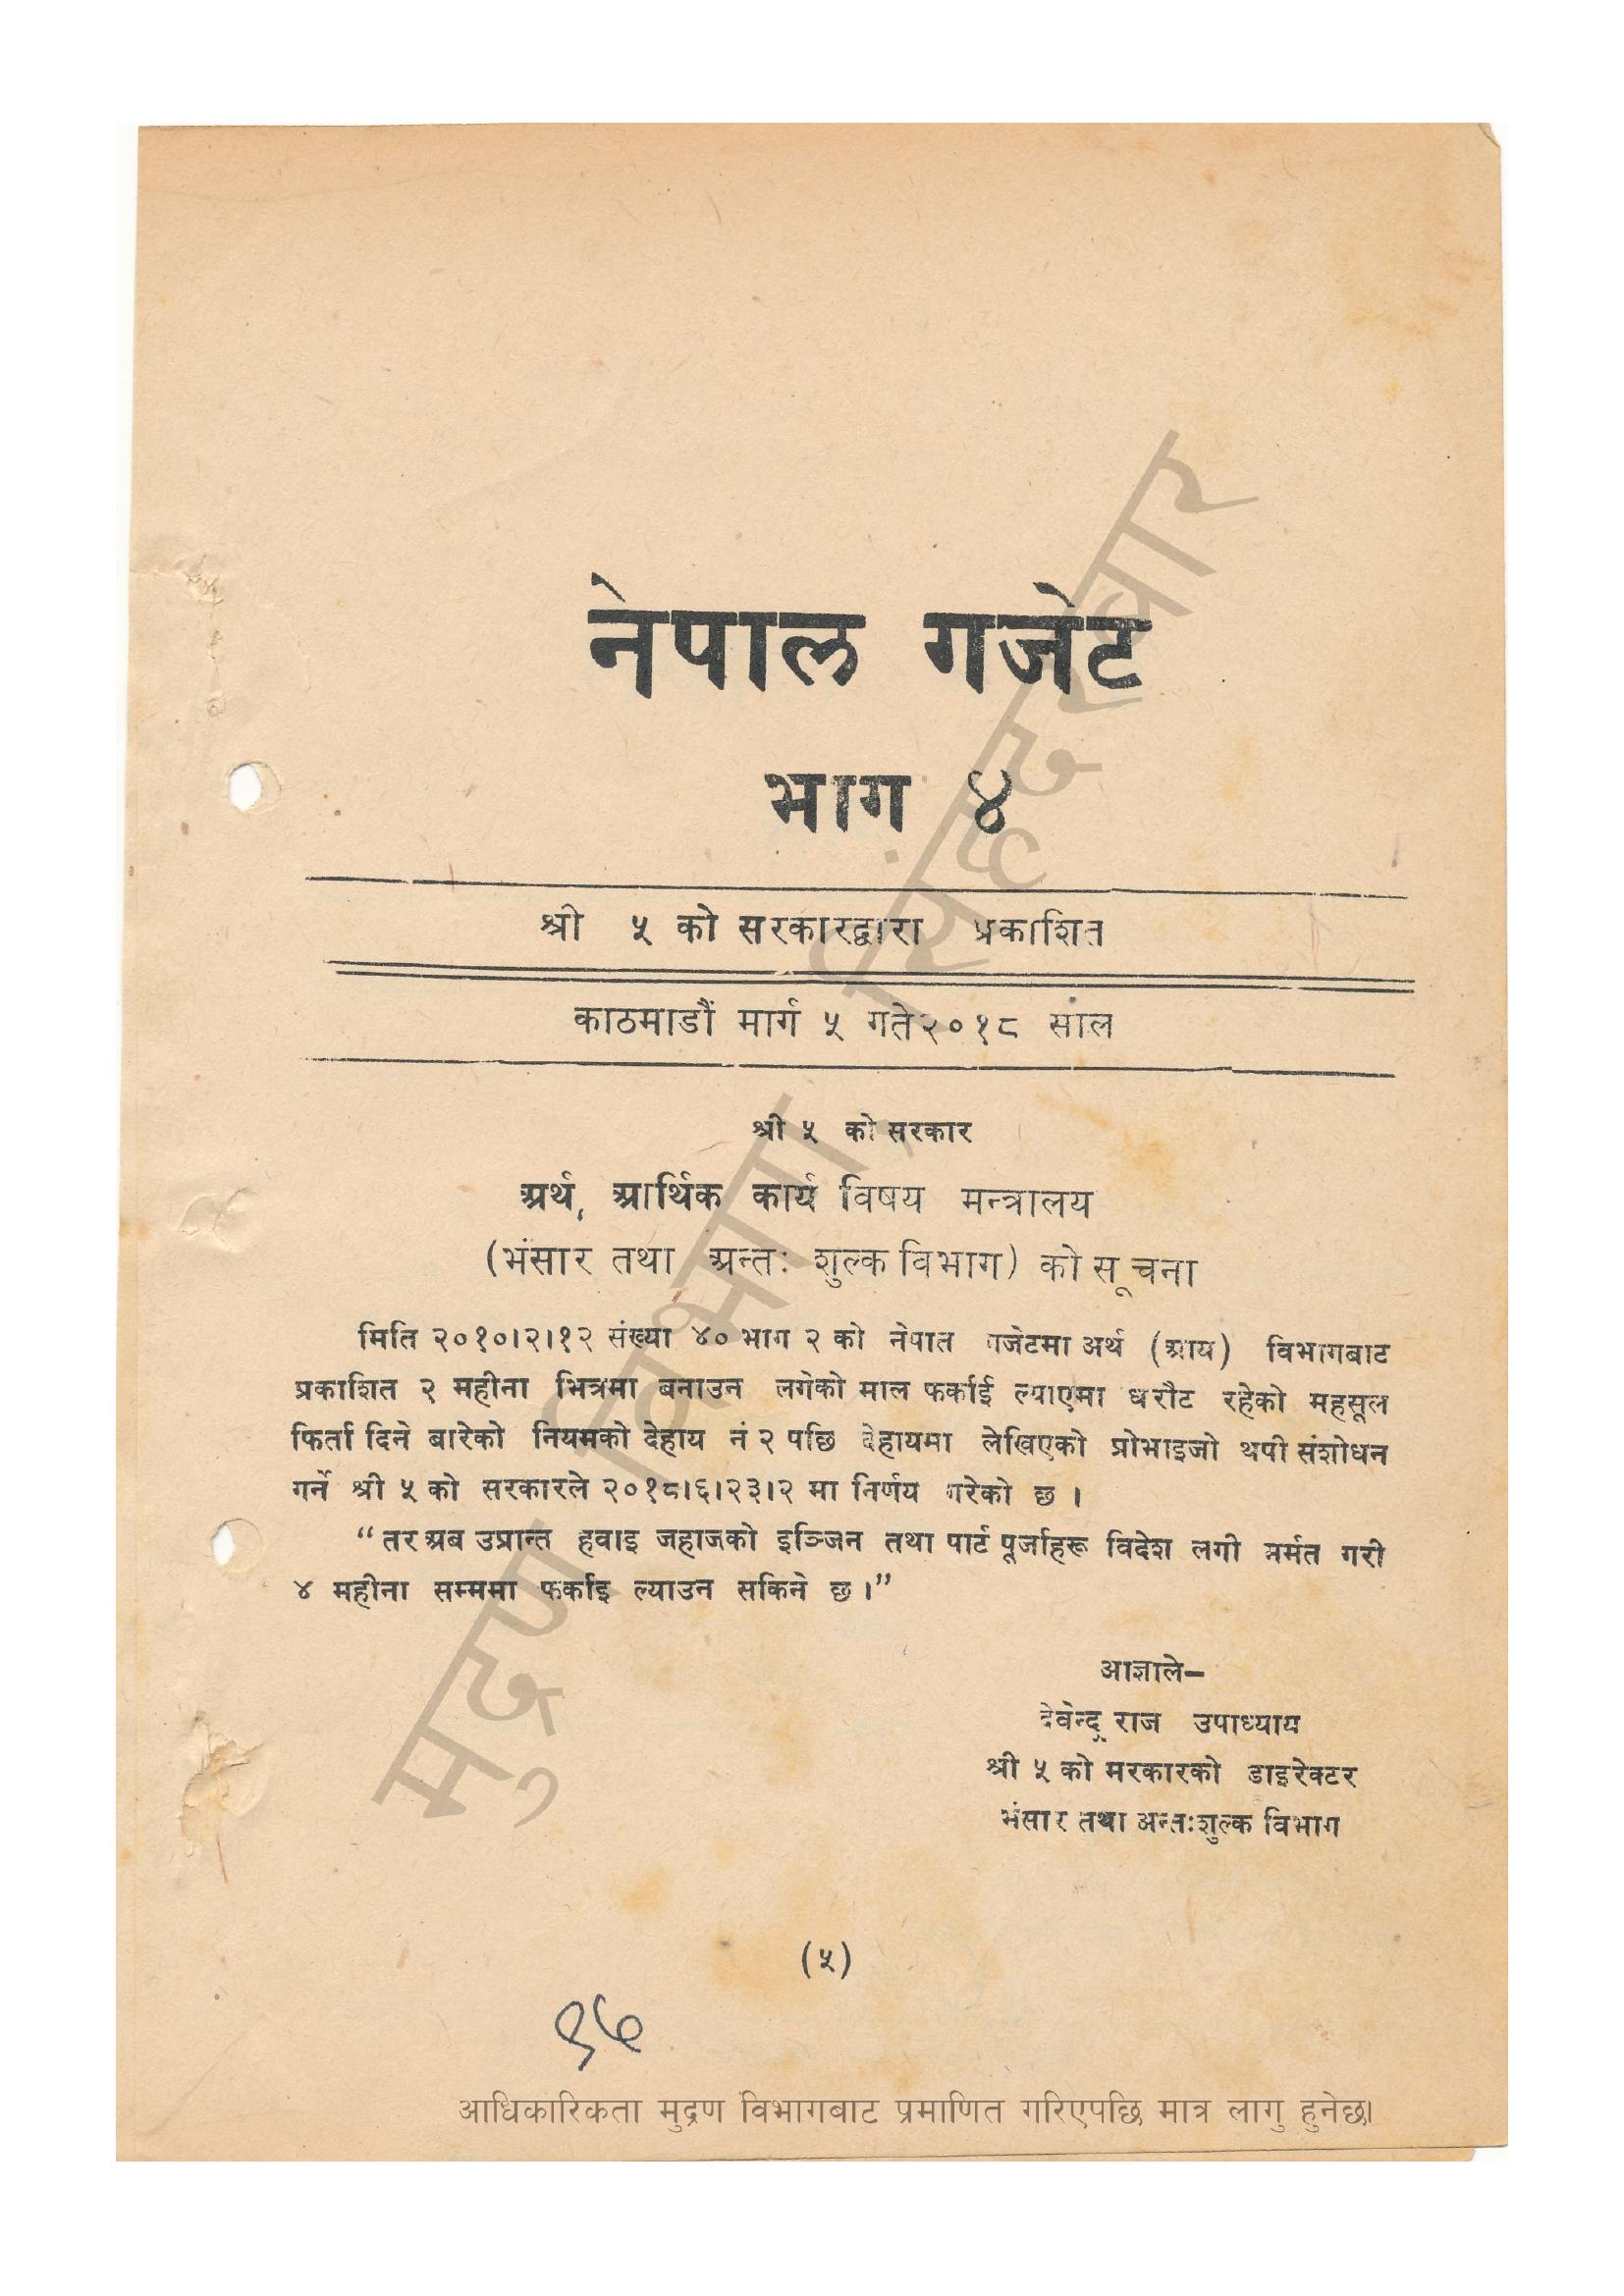 नेपाल गजेट
भाग ४
श्री ५ को सरकारद्वारा प्रकाशित
काठमाडौं मार्ग ५ गते २०१८ साल
श्री ५ को सरकार
अर्थ, आर्थिक कार्य विषय मन्त्रालय
(भंसार तथा अन्तः शुल्क विभाग) को सूचना
मिति २०१०।२।१२ संख्या ४० भाग २ को नेपात गजेटमा अर्थ (आय) विभागबाट
प्रकाशित २ महीना भित्रमा बनाउन लगेको माल फर्काई ल्याएमा धरौट रहेको महसूल
फिर्ता दिने बारेको नियमको देहाय नं २ पछि देहायमा लेखिएको प्रोभाइजो थपी संशोधन
गर्ने श्री ५ को सरकारले २०१८।६।२३।२ मा निर्णय गरेको छ ।
“तर अब उप्रान्त हवाइ जहाजको इञ्जिन तथा पार्ट पूर्जाहरू विदेश लगी मर्मत गरी
४ महीना सम्ममा फर्काइ ल्याउन सकिने छ ।”
आज्ञाले–
देवेन्द्र राज उपाध्याय
श्री ५ को सरकारको डाइरेक्टर
भंसार तथा अन्तःशुल्क विभाग
(५)
९७
मुद्रण विभाग, सिंहदरबार
आधिकारिकता मुद्रण विभागबाट प्रमाणित गरिएपछि मात्र लागु हुनेछ।